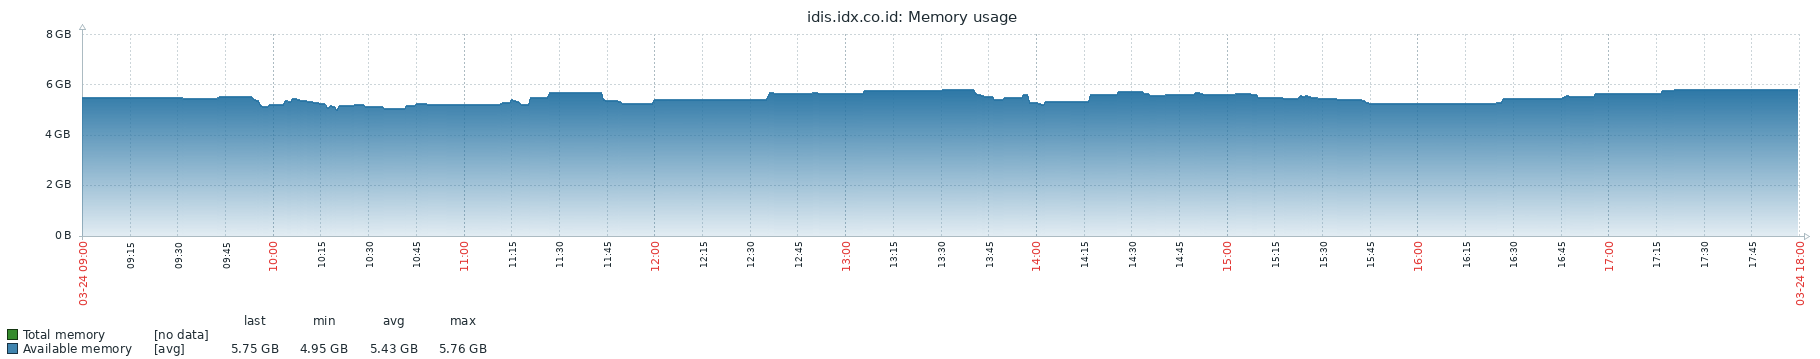 idis.idx.co.id: Memory usage
8 GB
6 GB
4 GB
2 GB
0 B
03-24 09:00 09:15 09:30 09:45 10:00 10:15 10:30 10:45 11:00 11:15 11:30 11:45 12:00 12:15 12:30 12:45 13:00 13:15 13:30 13:45 14:00 14:15 14:30 14:45 15:00 15:15 15:30 15:45 16:00 16:15 16:30 16:45 17:00 17:15 17:30 17:45 03-24 18:00
last min avg max
Total memory [no data]
Available memory [avg] 5.75 GB 4.95 GB 5.43 GB 5.76 GB